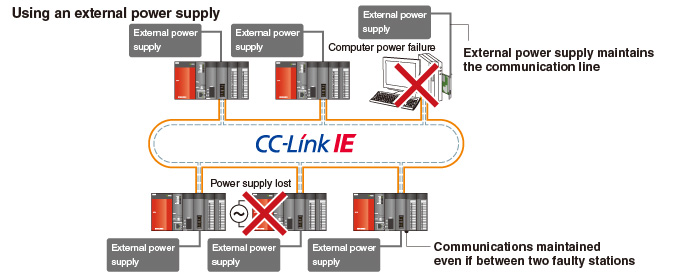 Using an external power supply
External power
supply
External power
supply
External power
supply
Computer power failure
External power supply maintains
the communication line
CC-Link IE
Power supply lost
External power
supply
External power
supply
External power
supply
Communications maintained
even if between two faulty stations